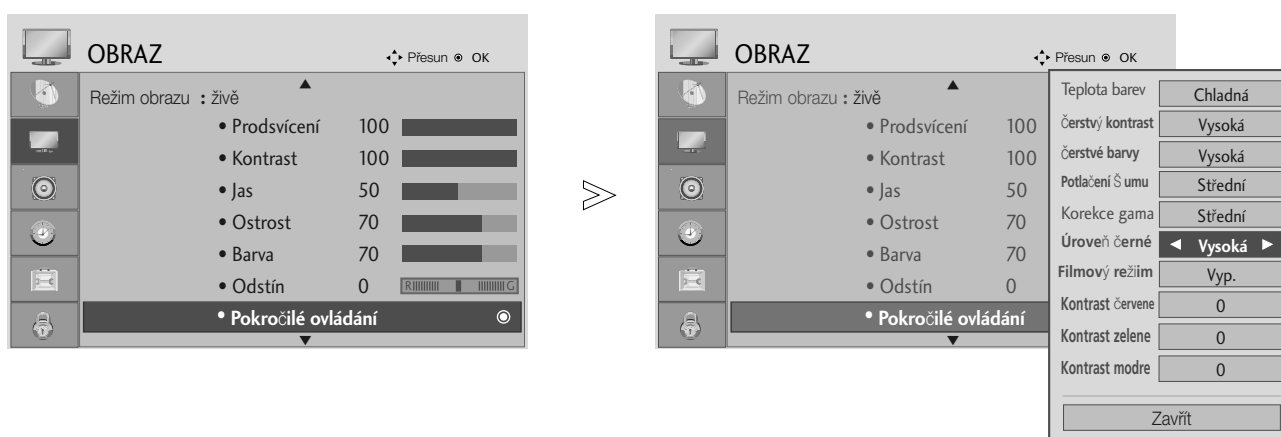 OBRAZ
Přesun OK
Režim obrazu : živě
• Prodsvícení 100
• Kontrast 100
• Jas 50
• Ostrost 70
• Barva 70
• Odstín 0 R G
• Pokročilé ovládání
OBRAZ
Přesun OK
Režim obrazu : živě
• Prodsvícení 100
• Kontrast 100
• Jas 50
• Ostrost 70
• Barva 70
• Odstín 0
• Pokročilé ovládání
Teplota barev Chladná
Čerstvý kontrast Vysoká
Čerstvé barvy Vysoká
Potlačení Š umu Střední
Korekce gama Střední
Úroveň černé ◄ Vysoká ►
Filmový režiim Vyp.
Kontrast červene 0
Kontrast zelene 0
Kontrast modre 0
Zavřít